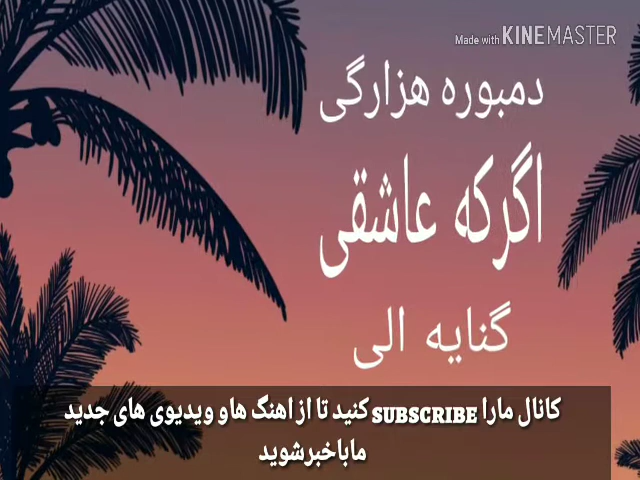 Made with KINEMASTER
دمبوره هزارگی
اگرکه عاشقی
گنایه الی
کانال مارا SUBSCRIBE کنید تا از اهنگ هاو ویدیوی های جدید
ماباخبرشوید